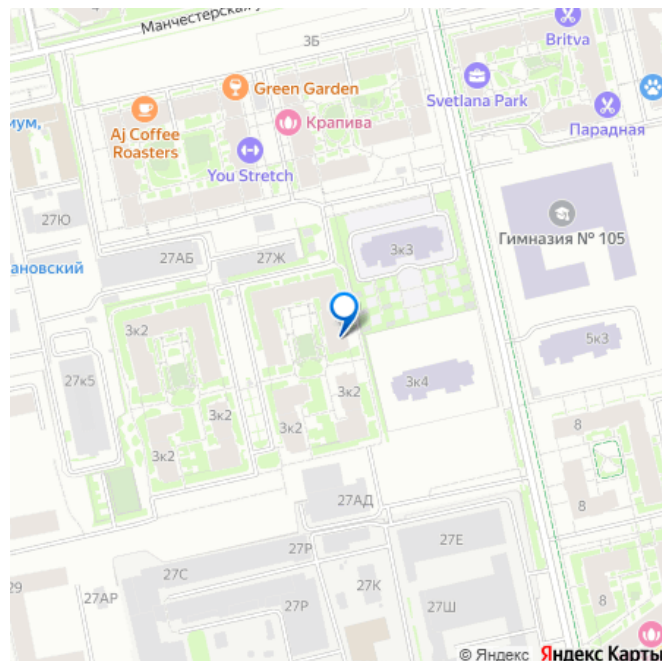 Манчестерская у
3Б
Britva
Green Garden
Aj Coffee
Roasters
Крапива
Svetlana Park
Парадная
иум,
You Stretch
27Ю
Гимназия № 105
27АБ
27Ж
3к3
ановский
3к2
5к3
27к5
3к2
3к2
3к4
3к2
3к2
8
8
27АД
27Е
27Р
27С
29
27АР
27К
27Р
27Ш
8
© Яндекс Яндекс Карты